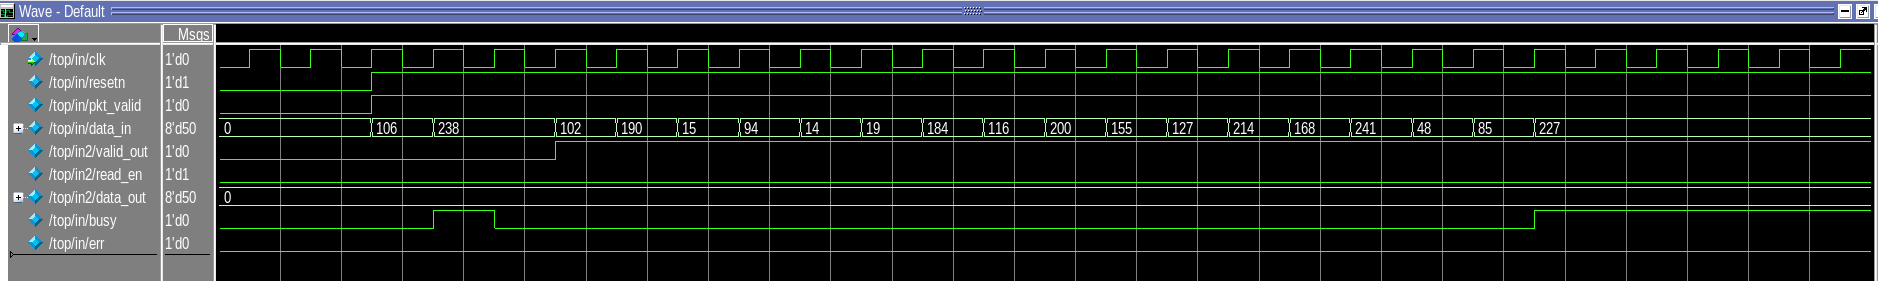 Wave - Default
Msgs
/top/in/clk 1'd0
/top/in/resetn 1'd1
/top/in/pkt_valid 1'd0
/top/in/data_in 8'd50 0 106 238 102 190 15 94 14 19 184 116 200 155 127 214 168 241 48 85 227
/top/in2/valid_out 1'd0
/top/in2/read_en 1'd1
/top/in2/data_out 8'd50 0
/top/in/busy 1'd0
/top/in/err 1'd0